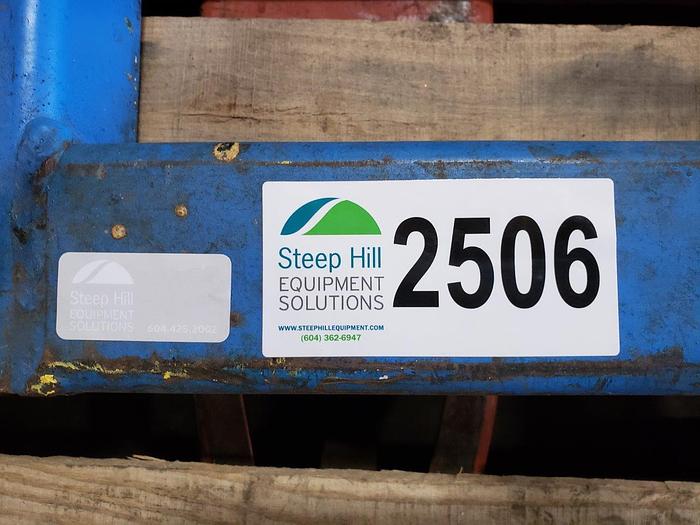 Steep Hill
EQUIPMENT
SOLUTIONS
604.425.2002
Steep Hill
EQUIPMENT
SOLUTIONS
2506
WWW.STEEPHILLEQUIPMENT.COM
(604) 362-6947